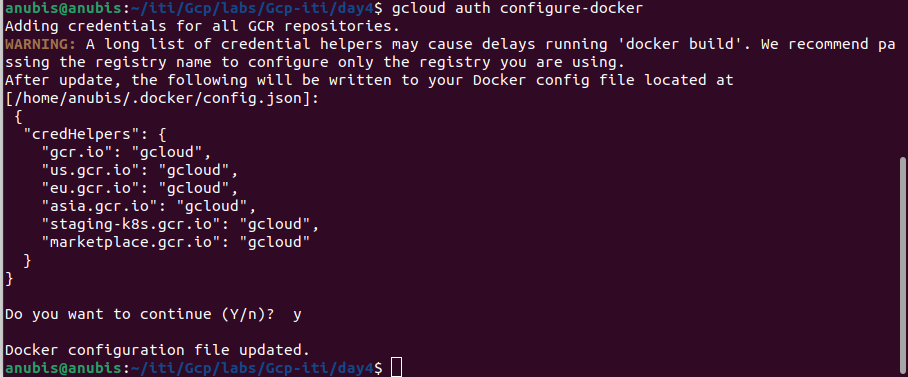 anubis@anubis:~/iti/Gcp/labs/Gcp-iti/day4$ gcloud auth configure-docker
Adding credentials for all GCR repositories.
WARNING: A long list of credential helpers may cause delays running 'docker build'. We recommend pa
ssing the registry name to configure only the registry you are using.
After update, the following will be written to your Docker config file located at
[/home/anubis/.docker/config.json]:
 {
  "credHelpers": {
    "gcr.io": "gcloud",
    "us.gcr.io": "gcloud",
    "eu.gcr.io": "gcloud",
    "asia.gcr.io": "gcloud",
    "staging-k8s.gcr.io": "gcloud",
    "marketplace.gcr.io": "gcloud"
  }
}
Do you want to continue (Y/n)?  y
Docker configuration file updated.
anubis@anubis:~/iti/Gcp/labs/Gcp-iti/day4$